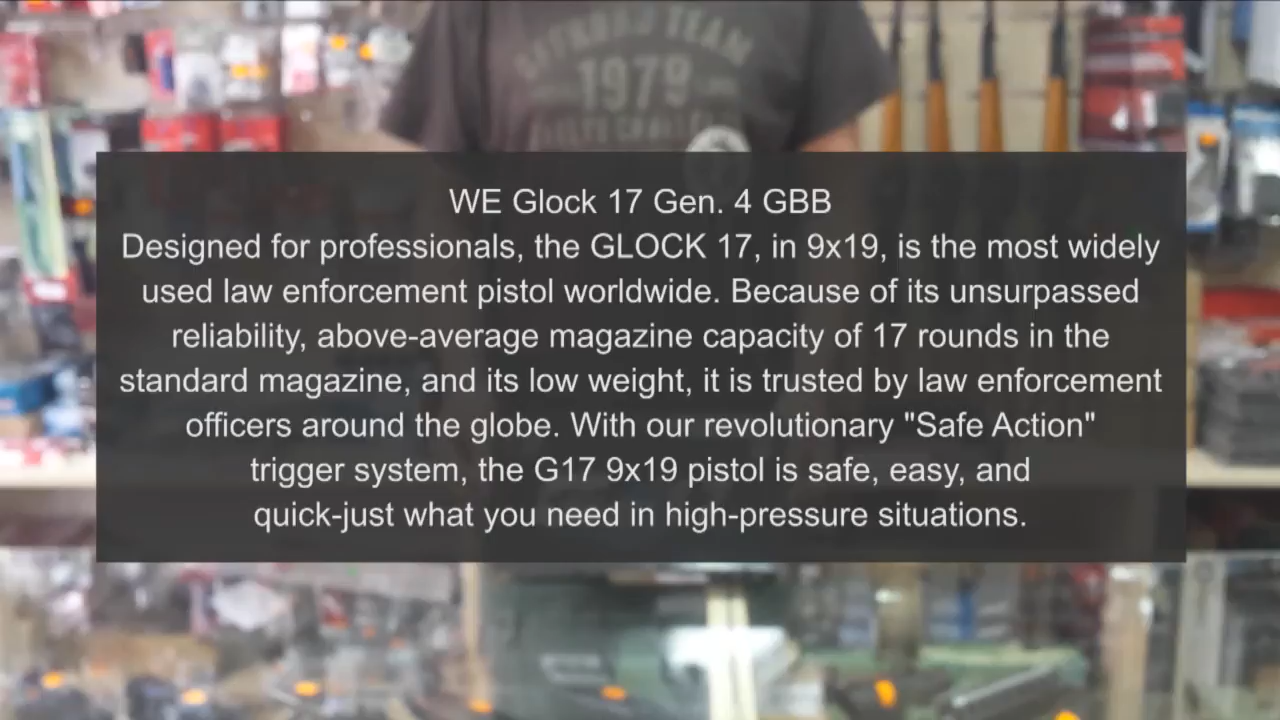 OFFROAD TEAM
1979
WE Glock 17 Gen. 4 GBB
Designed for professionals, the GLOCK 17, in 9x19, is the most widely
used law enforcement pistol worldwide. Because of its unsurpassed
reliability, above-average magazine capacity of 17 rounds in the
standard magazine, and its low weight, it is trusted by law enforcement
officers around the globe. With our revolutionary "Safe Action"
trigger system, the G17 9x19 pistol is safe, easy, and
quick-just what you need in high-pressure situations.